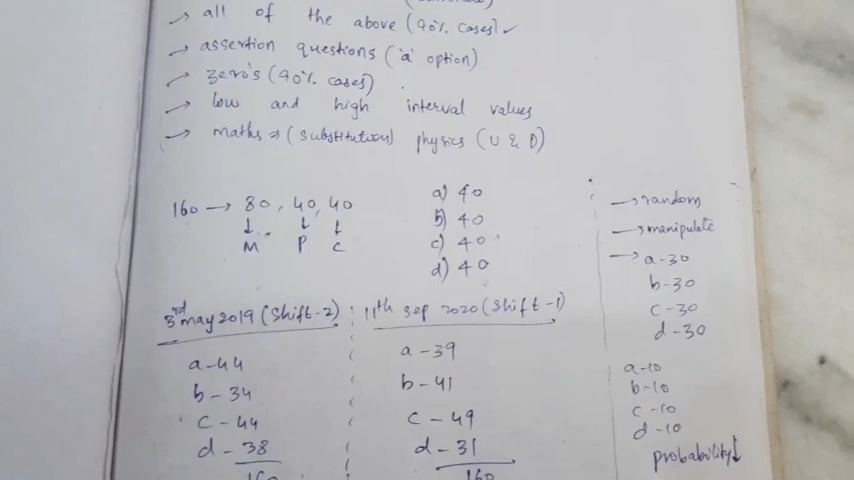 → all of the above (90% cases) ✓
→ assertion questions ('a' option)
→ zero's (90% cases)
→ low and high interval values
→ maths ⇒ (substitution) physics (U & D)
160 → 80, 40, 40
↓ ↓ ↓
M P C
a) 40
b) 40
c) 40
d) 40
→ random
→ manipulate
→ a-30
b-30
c-30
d-30
a-10
b-10
c-10
d-10
probability↓
3rd may 2019 (Shift-2)
a-44
b-34
c-44
d-38
160
11th sep 2020 (Shift-1)
a-39
b-41
c-49
d-31
160